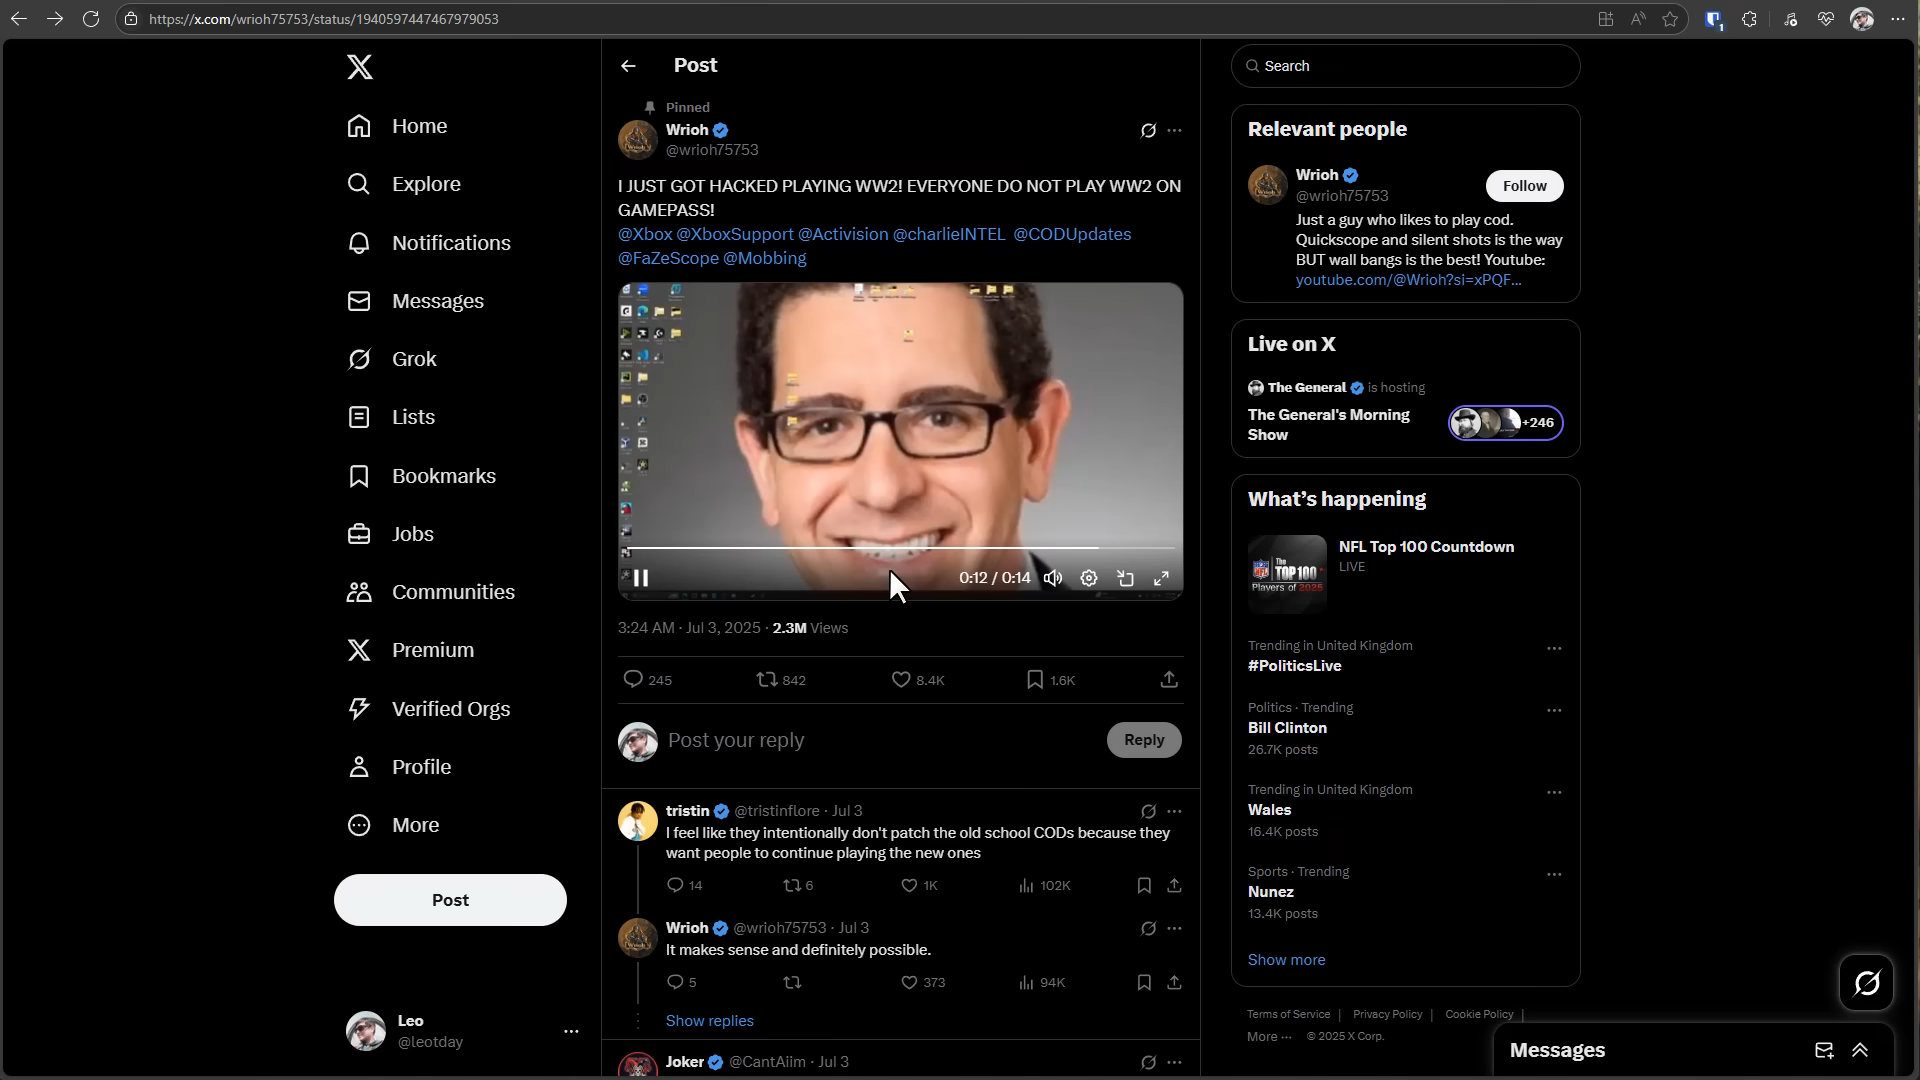 https://x.com/wrioh75753/status/1940597447467979053
1
Home
Explore
Notifications
Messages
Grok
Lists
Bookmarks
Jobs
Communities
Premium
Verified Orgs
Profile
More
Post
Leo
@leotday
Post
Pinned
Wrioh
@wrioh75753
I JUST GOT HACKED PLAYING WW2! EVERYONE DO NOT PLAY WW2 ON
GAMEPASS!
@Xbox @XboxSupport @Activision @charlieINTEL @CODUpdates
@FaZeScope @Mobbing
0:12 / 0:14
3:24 AM · Jul 3, 2025 · 2.3M Views
245 842 8.4K 1.6K
Post your reply
Reply
tristin @tristinflore · Jul 3
I feel like they intentionally don't patch the old school CODs because they
want people to continue playing the new ones
14 6 1K 102K
Wrioh @wrioh75753 · Jul 3
It makes sense and definitely possible.
5 373 94K
Show replies
Joker @CantAiim · Jul 3
Search
Relevant people
Wrioh
@wrioh75753
Follow
Just a guy who likes to play cod.
Quickscope and silent shots is the way
BUT wall bangs is the best! Youtube:
youtube.com/@Wrioh?si=xPQF...
Live on X
The General is hosting
The General's Morning
Show
+246
What's happening
The
TOP 100
Players of 2025
NFL Top 100 Countdown
LIVE
Trending in United Kingdom
#PoliticsLive
Politics · Trending
Bill Clinton
26.7K posts
Trending in United Kingdom
Wales
16.4K posts
Sports · Trending
Nunez
13.4K posts
Show more
Terms of Service | Privacy Policy | Cookie Policy |
More ··· © 2025 X Corp.
Messages